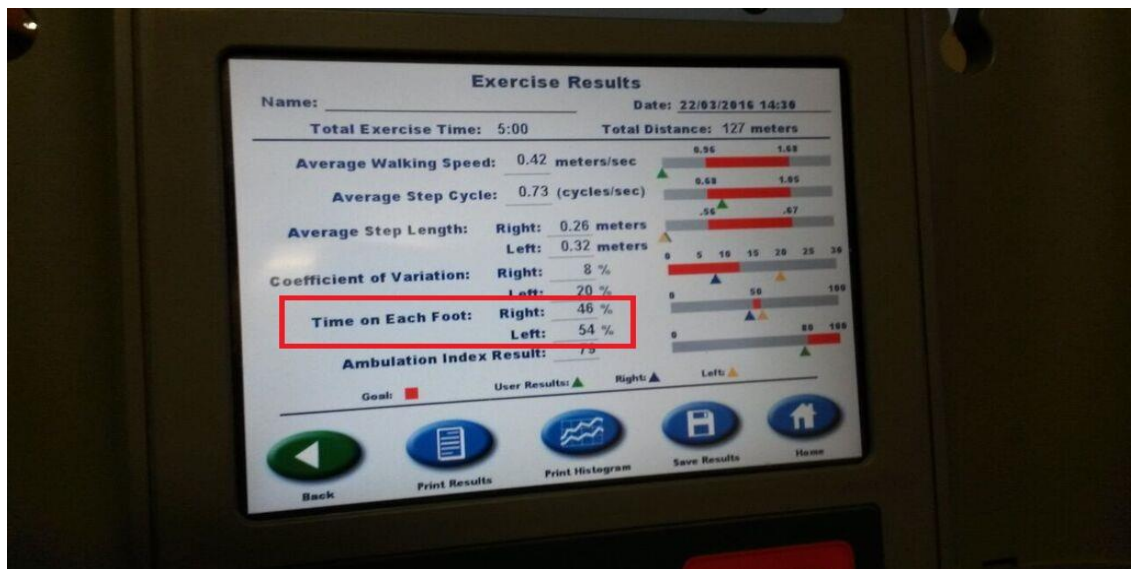 Exercise Results
Name: Date: 22/03/2016 14:30
Total Exercise Time: 5:00 Total Distance: 127 meters
Average Walking Speed: 0.42 meters/sec 0.96 1.68
Average Step Cycle: 0.73 (cycles/sec) 0.68 1.05
.56 .67
Average Step Length: Right: 0.26 meters
Left: 0.32 meters
0 5 10 15 20 25 30
Coefficient of Variation: Right: 8 %
Left: 20 %
0 50 100
Time on Each Foot: Right: 46 %
Left: 54 %
0 80 100
Ambulation Index Result: 75
Goal: User Results: Right: Left:
Back Print Results Print Histogram Save Results Home